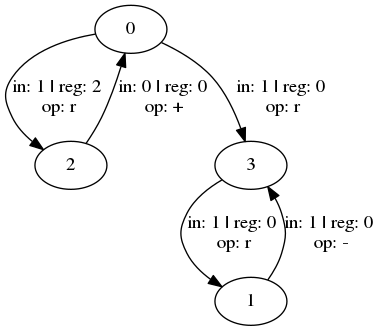 0
in: 1 | reg: 2
op: r
in: 0 | reg: 0
op: +
in: 1 | reg: 0
op: r
2
3
in: 1 | reg: 0
op: r
in: 1 | reg: 0
op: -
1